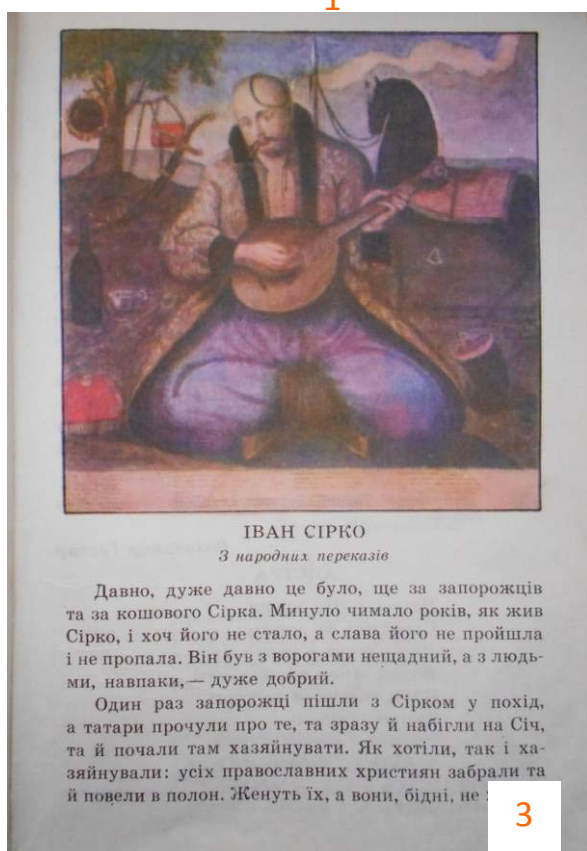 1
ІВАН СІРКО
З народних переказів
Давно, дуже давно це було, ще за запорожців
та за кошового Сірка. Минуло чимало років, як жив
Сірко, і хоч його не стало, а слава його не пройшла
і не пропала. Він був з ворогами нещадний, а з людь-
ми, навпаки,— дуже добрий.
Один раз запорожці пішли з Сірком у похід,
а татари прочули про те, та зразу й набігли на Січ,
та й почали там хазяйнувати. Як хотіли, так і ха-
зяйнували: усіх православних християн забрали та
й повели в полон. Женуть їх, а вони, бідні, не
3